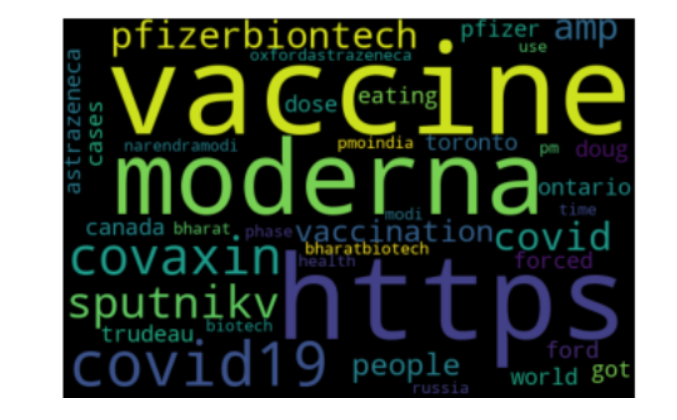 pfizerbiontech
pfizer
amp
use
oxfordastrazeneca
vaccine
astrazeneca
cases
dose
eating
narendramodi
pmoindia
toronto
pm
doug
moderna
ontario
time
modi
canada
bharat
phase
vaccination
covid
covaxin
bharatbiotech
health
forced
https
sputnikv
biotech
trudeau
covid19
people
ford
world
got
russia